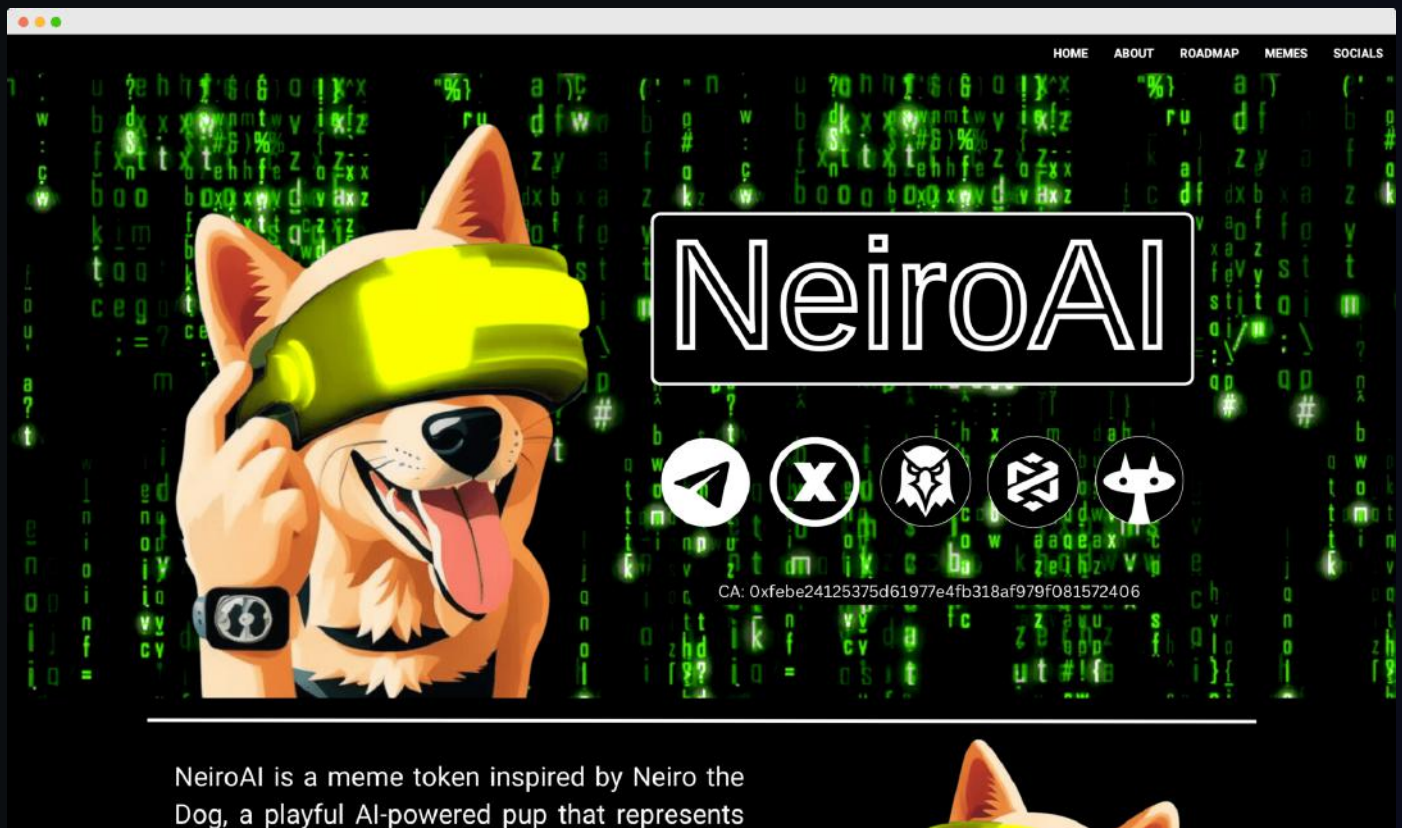 HOME ABOUT ROADMAP MEMES SOCIALS
NeiroAI
CA: 0xfebe24125375d61977e4fb318af979f081572406
NeiroAI is a meme token inspired by Neiro the
Dog, a playful AI-powered pup that represents